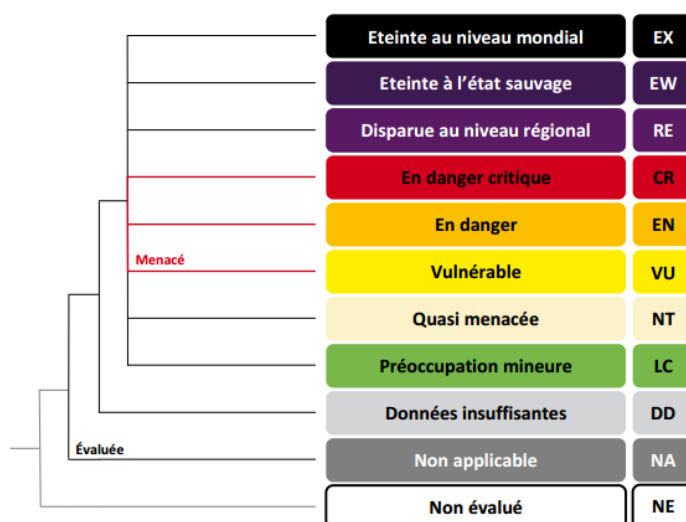 Eteinte au niveau mondial EX
Eteinte à l'état sauvage EW
Disparue au niveau régional RE
En danger critique CR
En danger EN
Menacé
Vulnérable VU
Quasi menacée NT
Préoccupation mineure LC
Données insuffisantes DD
Évaluée
Non applicable NA
Non évalué NE